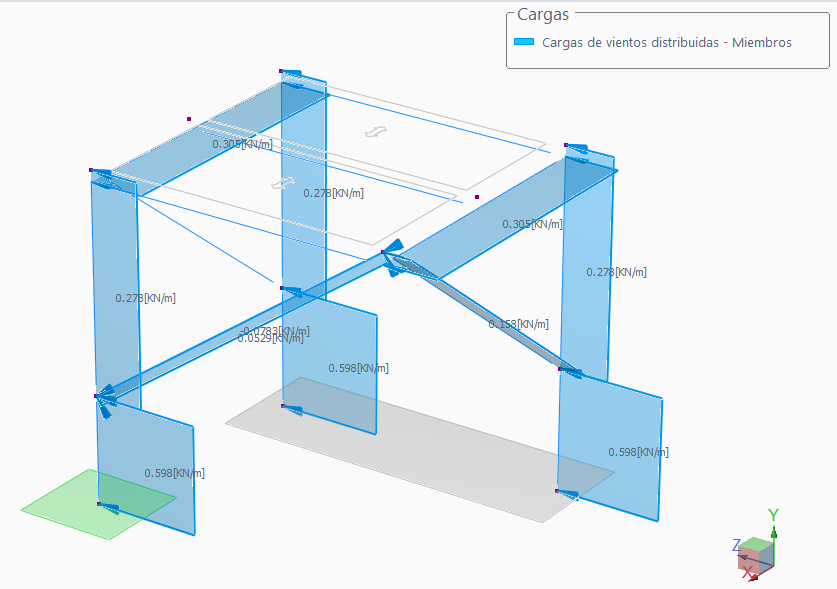 Cargas
Cargas de vientos distribuidas - Miembros
0.305[KN/m]
0.278[KN/m]
0.305[KN/m]
0.278[KN/m]
0.278[KN/m]
0.158[KN/m]
-0.0783[KN/m]
0.0529[KN/m]
0.598[KN/m]
0.598[KN/m]
0.598[KN/m]
Y
Z
X